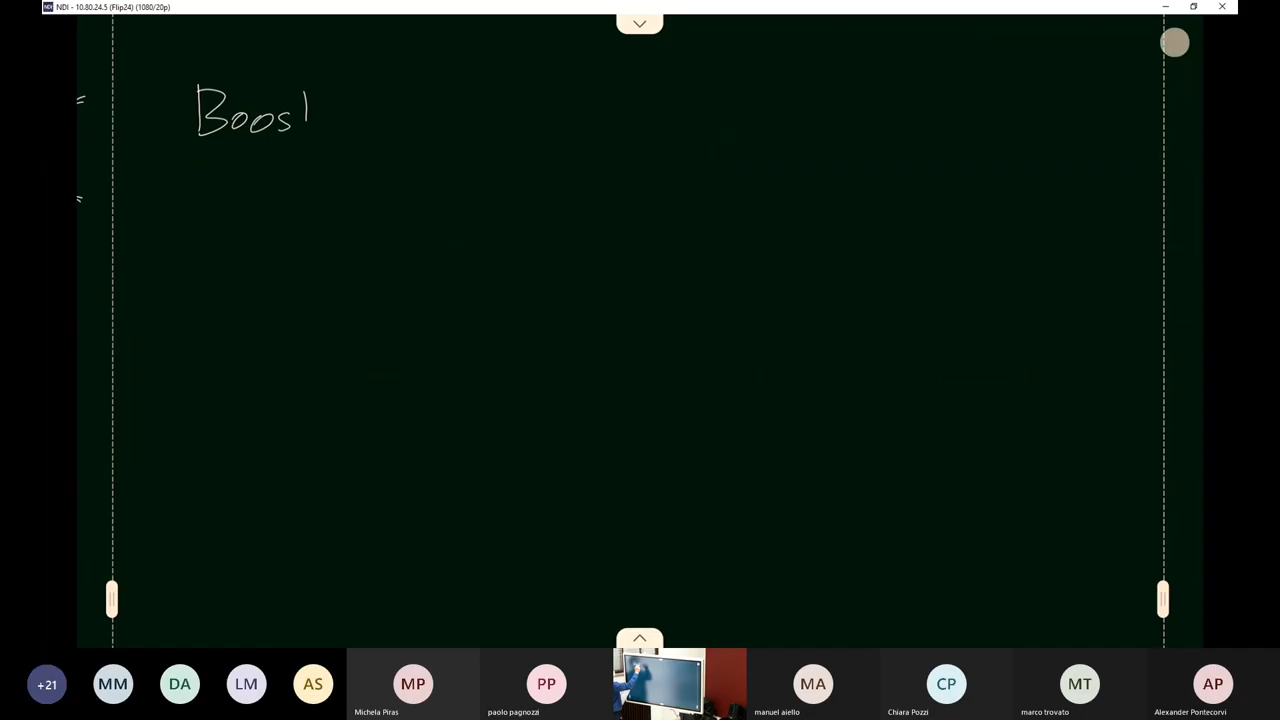 NDI - 10.80.24.5 (Flip24) (1080/20p)
Boosl
+21
MM
DA
LM
AS
MP
PP
MA
CP
MT
AP
Michela Piras
paolo pagnozzi
manuel aiello
Chiara Pozzi
marco trovato
Alexander Pontecorvi